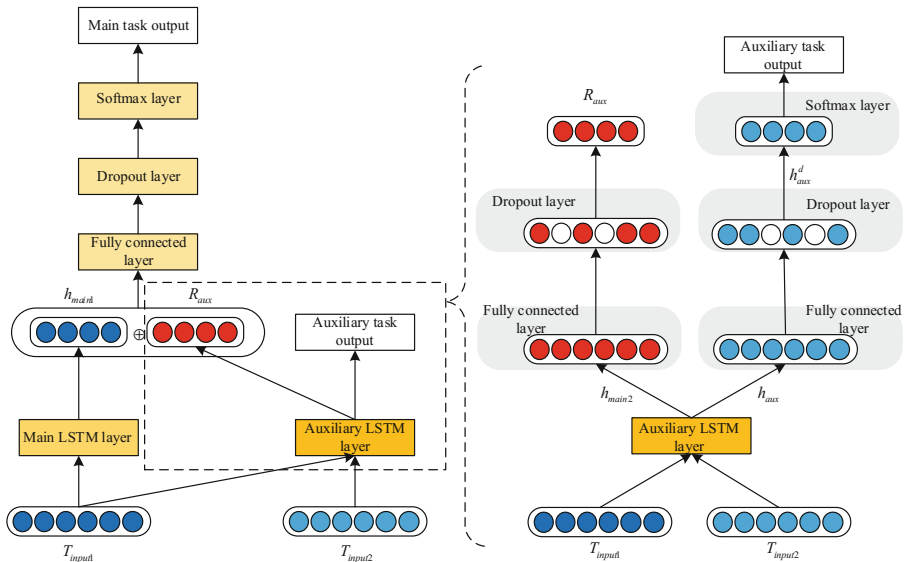 Main task output
Softmax layer
Dropout layer
Fully connected
layer
h_main1
R_aux
⊕
Auxiliary task
output
Main LSTM layer
Auxiliary LSTM
layer
T_input1
T_input2
Auxiliary task
output
R_aux
Softmax layer
h_aux^d
Dropout layer
Dropout layer
Fully connected
layer
Fully connected
layer
h_main2
h_aux
Auxiliary LSTM
layer
T_input1
T_input2